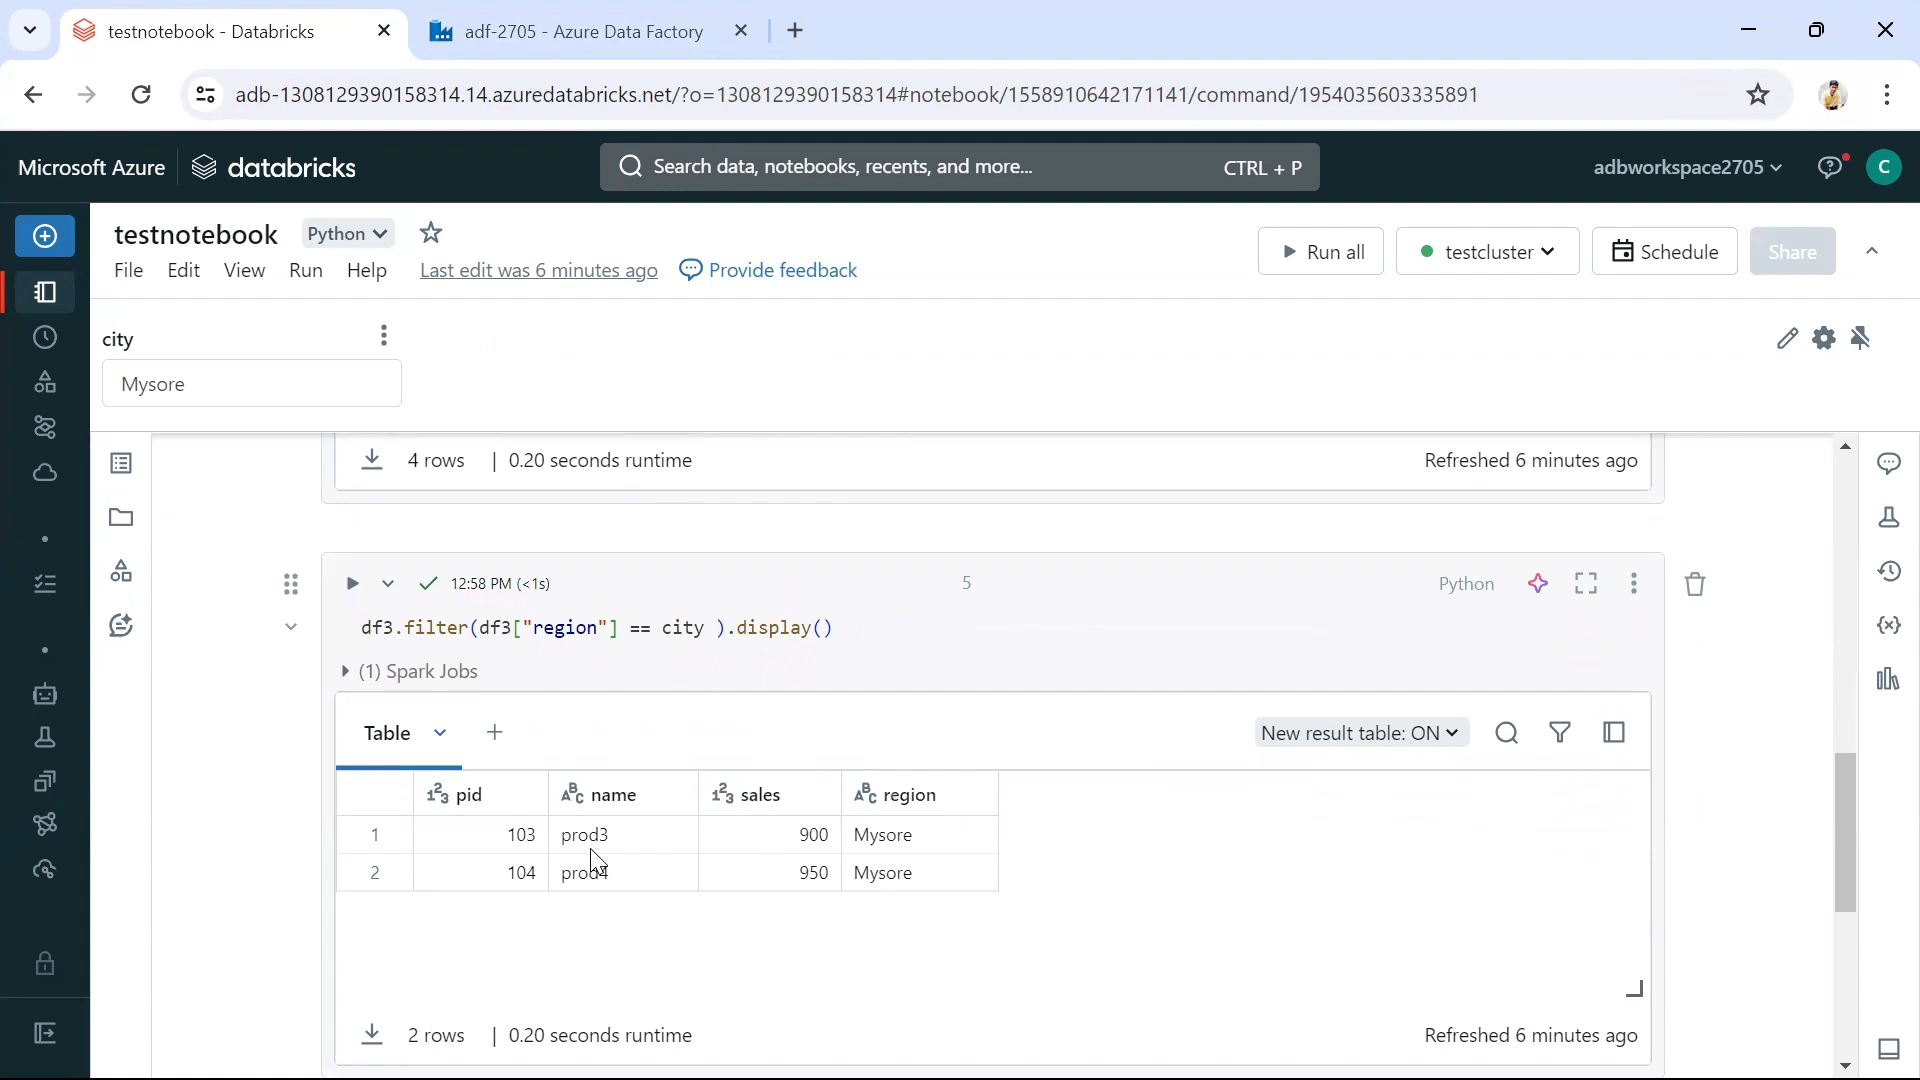 testnotebook - Databricks
adf-2705 - Azure Data Factory
adb-1308129390158314.14.azuredatabricks.net/?o=1308129390158314#notebook/1558910642171141/command/1954035603335891
Microsoft Azure
databricks
Search data, notebooks, recents, and more...
CTRL + P
adbworkspace2705
C
testnotebook
Python
Run all
testcluster
Schedule
Share
File Edit View Run Help
Last edit was 6 minutes ago
Provide feedback
city
Mysore
4 rows | 0.20 seconds runtime
Refreshed 6 minutes ago
12:58 PM (<1s)
5
Python
df3.filter(df3["region"] == city ).display()
(1) Spark Jobs
Table
New result table: ON
123 pid ABC name 123 sales ABC region
1 103 prod3 900 Mysore
2 104 prod4 950 Mysore
2 rows | 0.20 seconds runtime
Refreshed 6 minutes ago